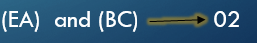 (EA) and (BC) → 02